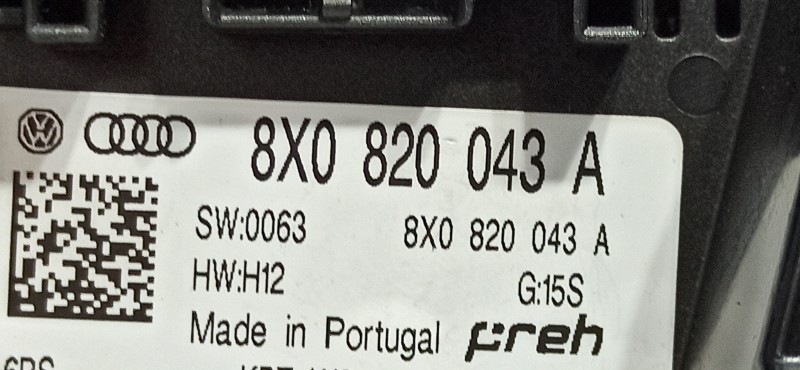 8X0 820 043 A
SW:0063 8X0 820 043 A
HW:H12 G:15S
Made in Portugal preh